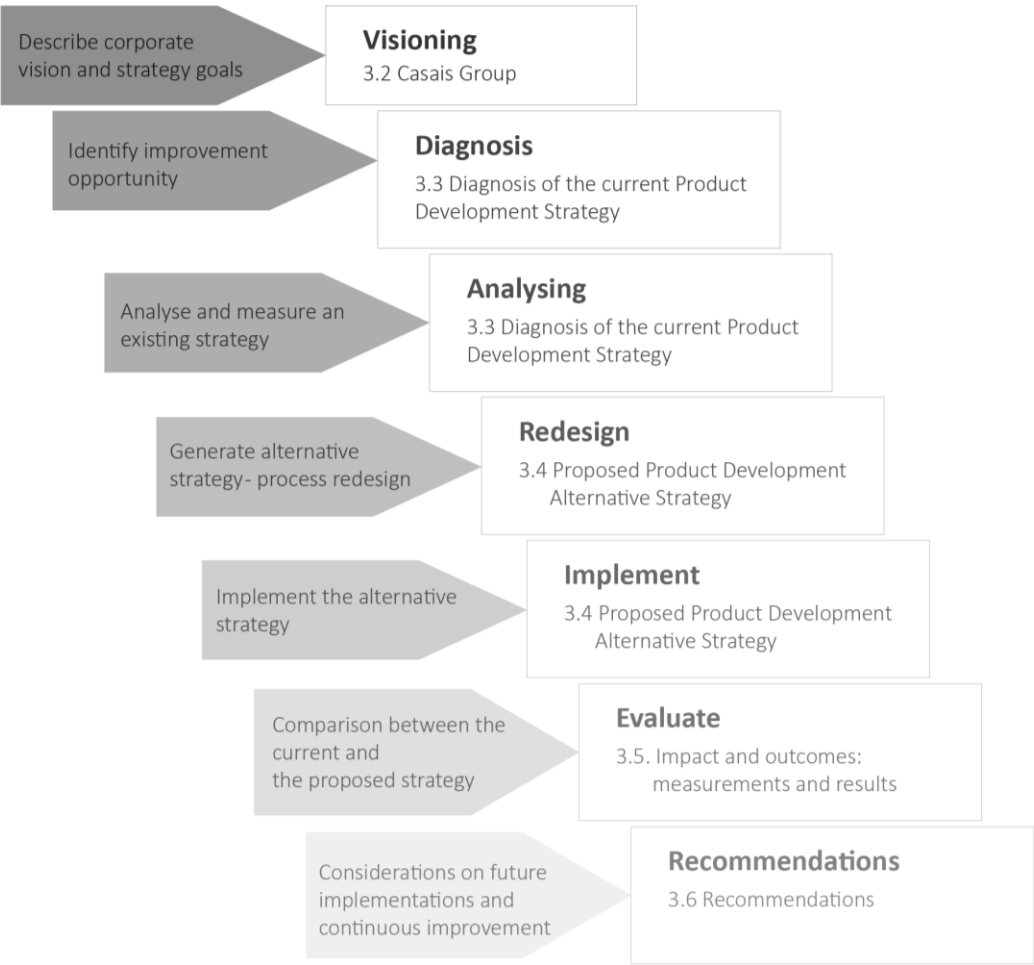 Describe corporate
vision and strategy goals
Visioning
3.2 Casais Group
Identify improvement
opportunity
Diagnosis
3.3 Diagnosis of the current Product
Development Strategy
Analyse and measure an
existing strategy
Analysing
3.3 Diagnosis of the current Product
Development Strategy
Generate alternative
strategy- process redesign
Redesign
3.4 Proposed Product Development
Alternative Strategy
Implement the alternative
strategy
Implement
3.4 Proposed Product Development
Alternative Strategy
Comparison between the
current and
the proposed strategy
Evaluate
3.5. Impact and outcomes:
measurements and results
Considerations on future
implementations and
continuous improvement
Recommendations
3.6 Recommendations